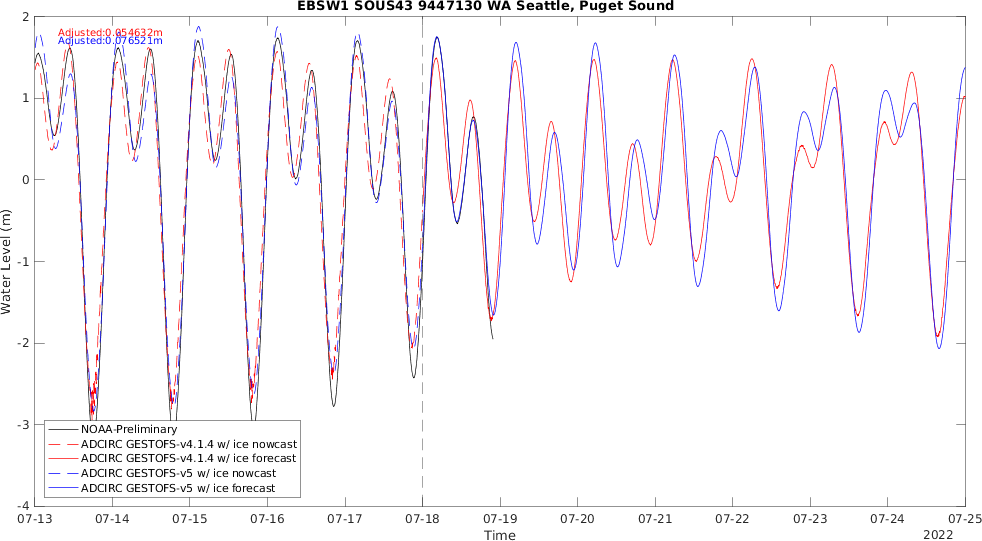 EBSW1 SOUS43 9447130 WA Seattle, Puget Sound
Adjusted:0.054632m
Adjusted:0.076521m
2
1
0
-1
-2
-3
-4
Water Level (m)
NOAA-Preliminary
ADCIRC GESTOFS-v4.1.4 w/ ice nowcast
ADCIRC GESTOFS-v4.1.4 w/ ice forecast
ADCIRC GESTOFS-v5 w/ ice nowcast
ADCIRC GESTOFS-v5 w/ ice forecast
07-13 07-14 07-15 07-16 07-17 07-18 07-19 07-20 07-21 07-22 07-23 07-24 07-25
Time
2022